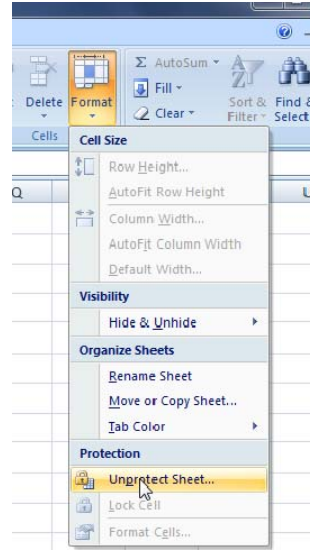 Σ AutoSum
Fill
Clear
Delete
Format
Sort &
Filter
Find &
Select
Cells
Q
Cell Size
Row Height...
AutoFit Row Height
Column Width...
AutoFit Column Width
Default Width...
Visibility
Hide & Unhide
Organize Sheets
Rename Sheet
Move or Copy Sheet...
Tab Color
Protection
Unprotect Sheet...
Lock Cell
Format Cells...